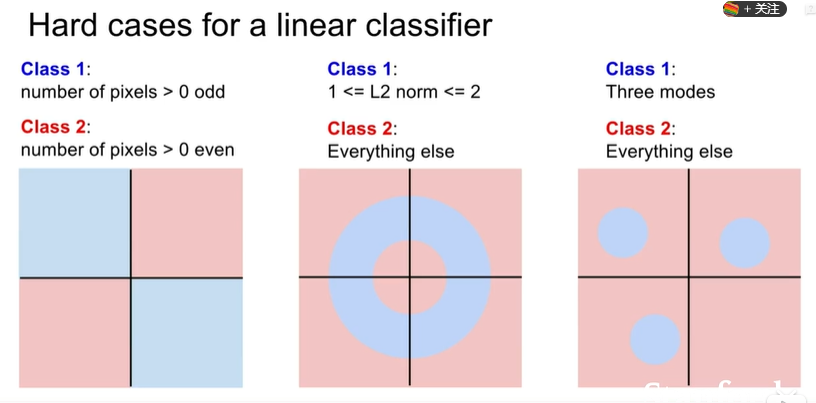 Hard cases for a linear classifier
+ 关注
Class 1:
number of pixels > 0 odd
Class 2:
number of pixels > 0 even
Class 1:
1 <= L2 norm <= 2
Class 2:
Everything else
Class 1:
Three modes
Class 2:
Everything else